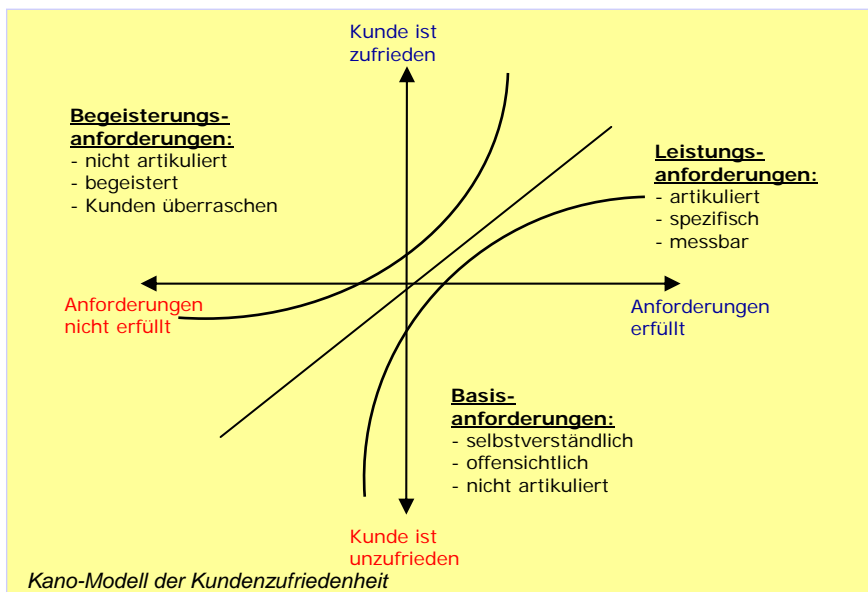 Kunde ist
zufrieden
Begeisterungs-
anforderungen:
- nicht artikuliert
- begeistert
- Kunden überraschen
Leistungs-
anforderungen:
- artikuliert
- spezifisch
- messbar
Anforderungen
nicht erfüllt
Anforderungen
erfüllt
Basis-
anforderungen:
- selbstverständlich
- offensichtlich
- nicht artikuliert
Kunde ist
unzufrieden
Kano-Modell der Kundenzufriedenheit